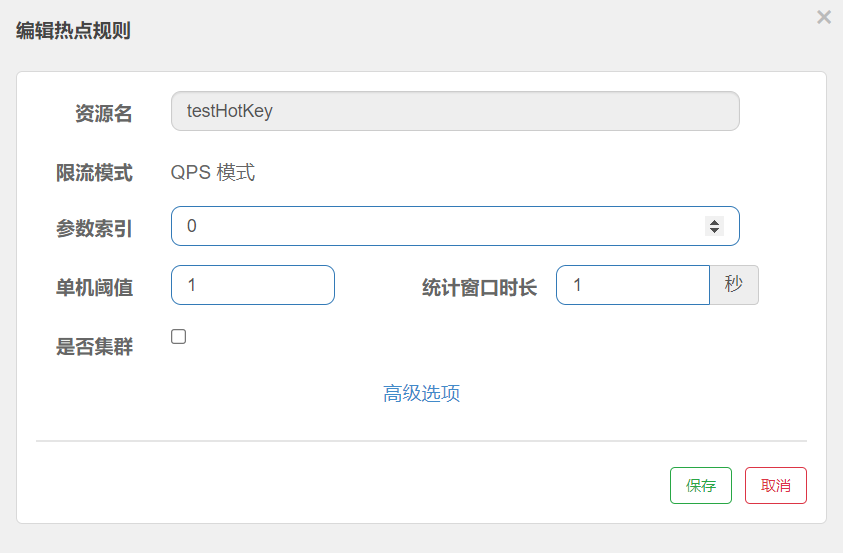 编辑热点规则
×
资源名 testHotKey
限流模式 QPS 模式
参数索引 0
单机阈值 1 统计窗口时长 1 秒
是否集群
高级选项
保存 取消